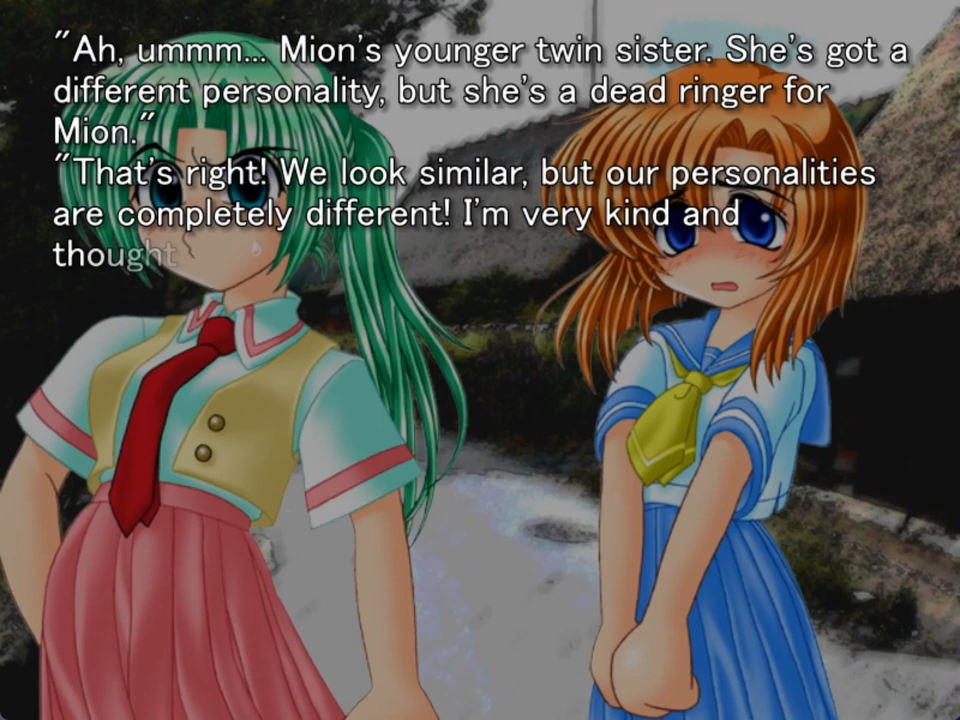 "Ah, ummm... Mion's younger twin sister. She's got a
different personality, but she's a dead ringer for
Mion."
"That's right! We look similar, but our personalities
are completely different! I'm very kind and
thought